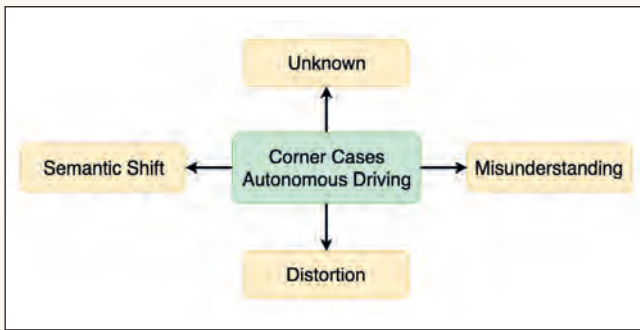 Unknown
Semantic Shift
Corner Cases
Autonomous Driving
Misunderstanding
Distortion